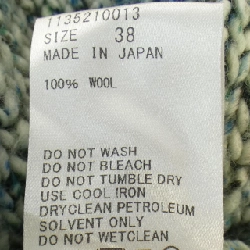 1135210013
SIZE 38
MADE IN JAPAN
100% WOOL
DO NOT WASH
DO NOT BLEACH
DO NOT TUMBLE DRY
USE COOL IRON
DRYCLEAN PETROLEUM
SOLVENT ONLY
DO NOT WETCLEAN